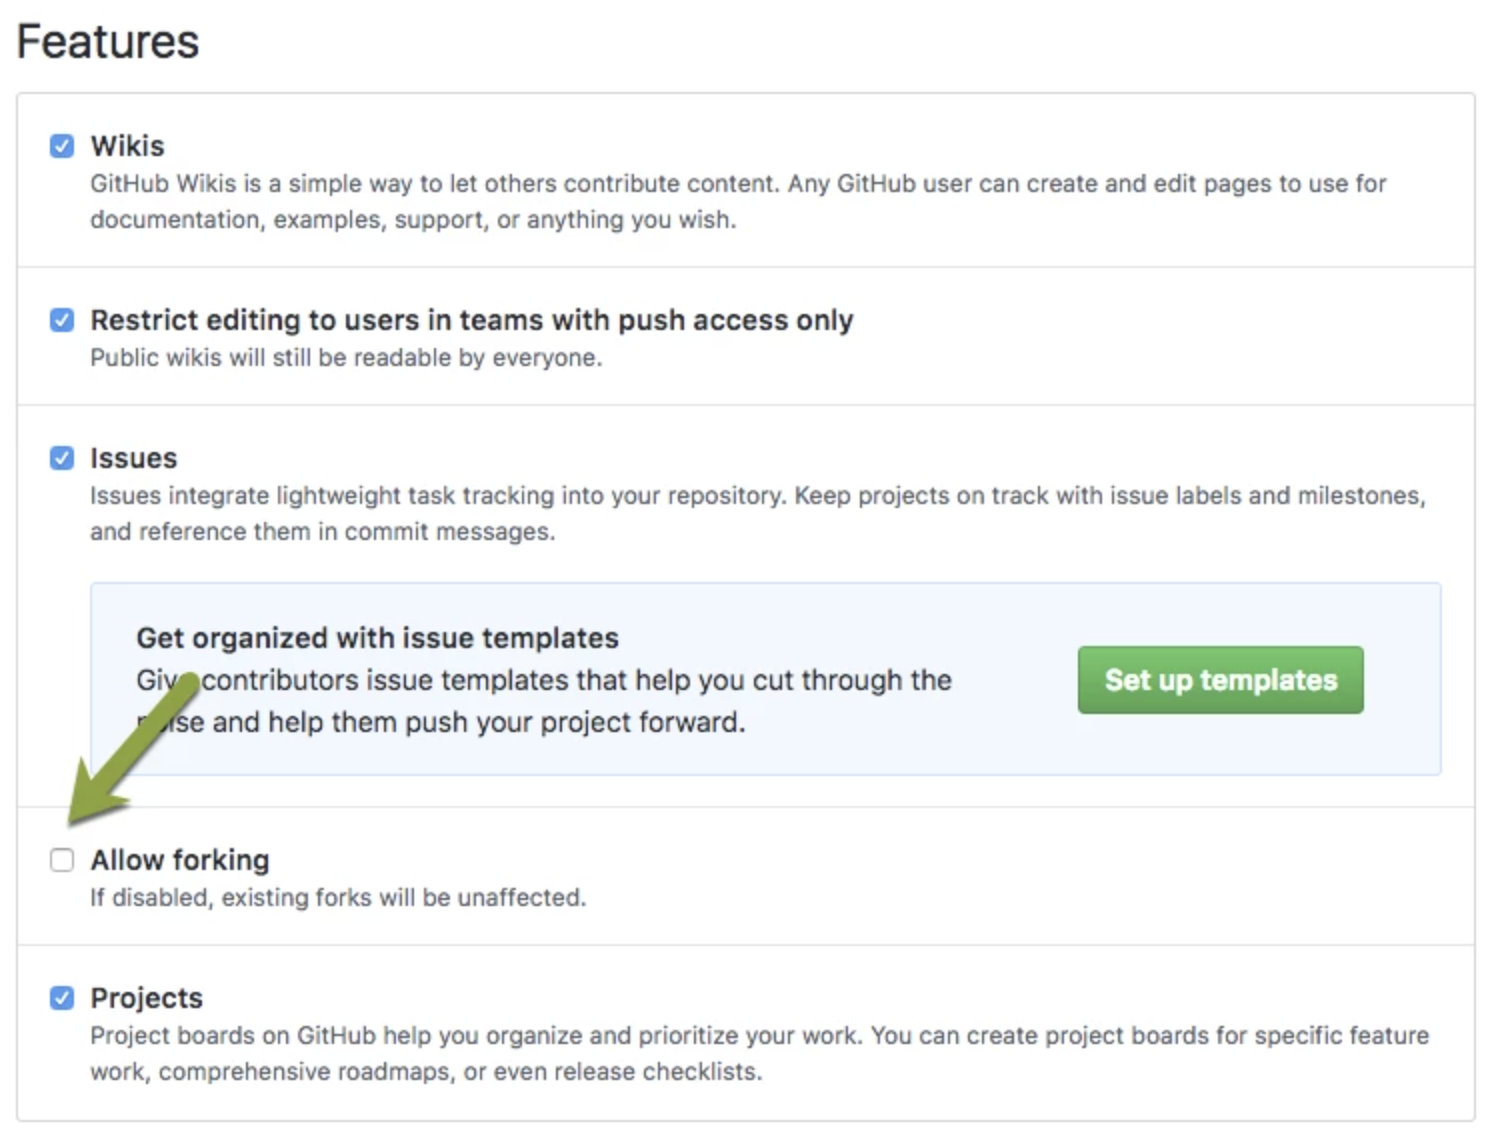 Features
Wikis
GitHub Wikis is a simple way to let others contribute content. Any GitHub user can create and edit pages to use for
documentation, examples, support, or anything you wish.
Restrict editing to users in teams with push access only
Public wikis will still be readable by everyone.
Issues
Issues integrate lightweight task tracking into your repository. Keep projects on track with issue labels and milestones,
and reference them in commit messages.
Get organized with issue templates
Give contributors issue templates that help you cut through the
noise and help them push your project forward.
Set up templates
Allow forking
If disabled, existing forks will be unaffected.
Projects
Project boards on GitHub help you organize and prioritize your work. You can create project boards for specific feature
work, comprehensive roadmaps, or even release checklists.